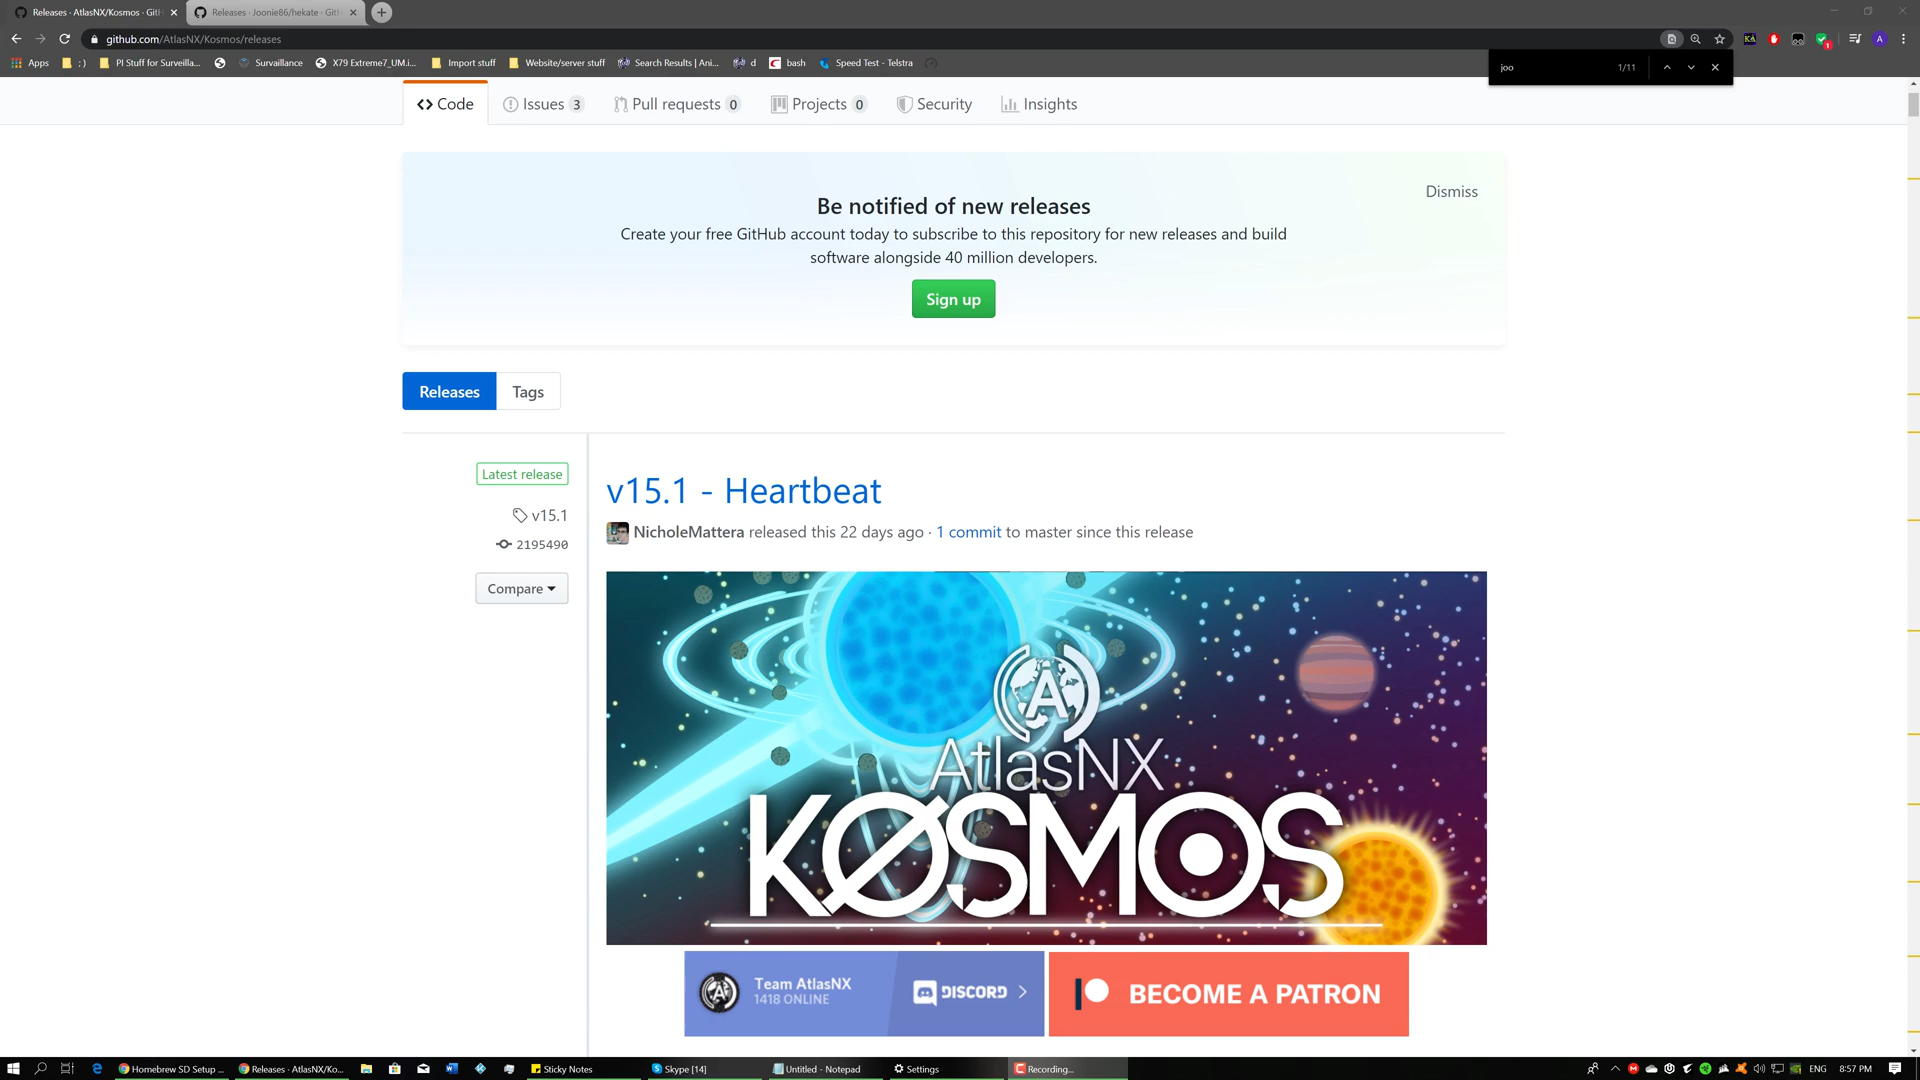 Releases · AtlasNX/Kosmos · GitH
Releases · Joonie86/hekate · GitH
github.com/AtlasNX/Kosmos/releases
Apps
;)
PI Stuff for Surveilla...
Survaillance
X79 Extreme7_UM.i...
Import stuff
Website/server stuff
Search Results | Ani...
d
bash
Speed Test - Telstra
joo
1/11
Code
Issues 3
Pull requests 0
Projects 0
Security
Insights
Be notified of new releases
Dismiss
Create your free GitHub account today to subscribe to this repository for new releases and build
software alongside 40 million developers.
Sign up
Releases
Tags
Latest release
v15.1
2195490
Compare
v15.1 - Heartbeat
NicholeMattera released this 22 days ago · 1 commit to master since this release
A
AtlasNX
KOSMOS
Team AtlasNX
1418 ONLINE
DISCORD
BECOME A PATRON
Homebrew SD Setup ...
Releases · AtlasNX/Ko...
Sticky Notes
Skype [14]
Untitled - Notepad
Settings
Recording...
ENG
8:57 PM